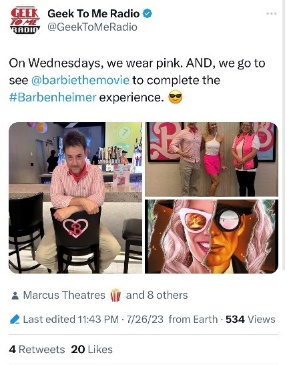 GEEK
TO ME
RADIO
Geek To Me Radio
@GeekToMeRadio
On Wednesdays, we wear pink. AND, we go to
see @barbiethemovie to complete the
#Barbenheimer experience. 😎
B
B
Marcus Theatres 🍿 and 8 others
Last edited 11:43 PM · 7/26/23 from Earth · 534 Views
4 Retweets 20 Likes